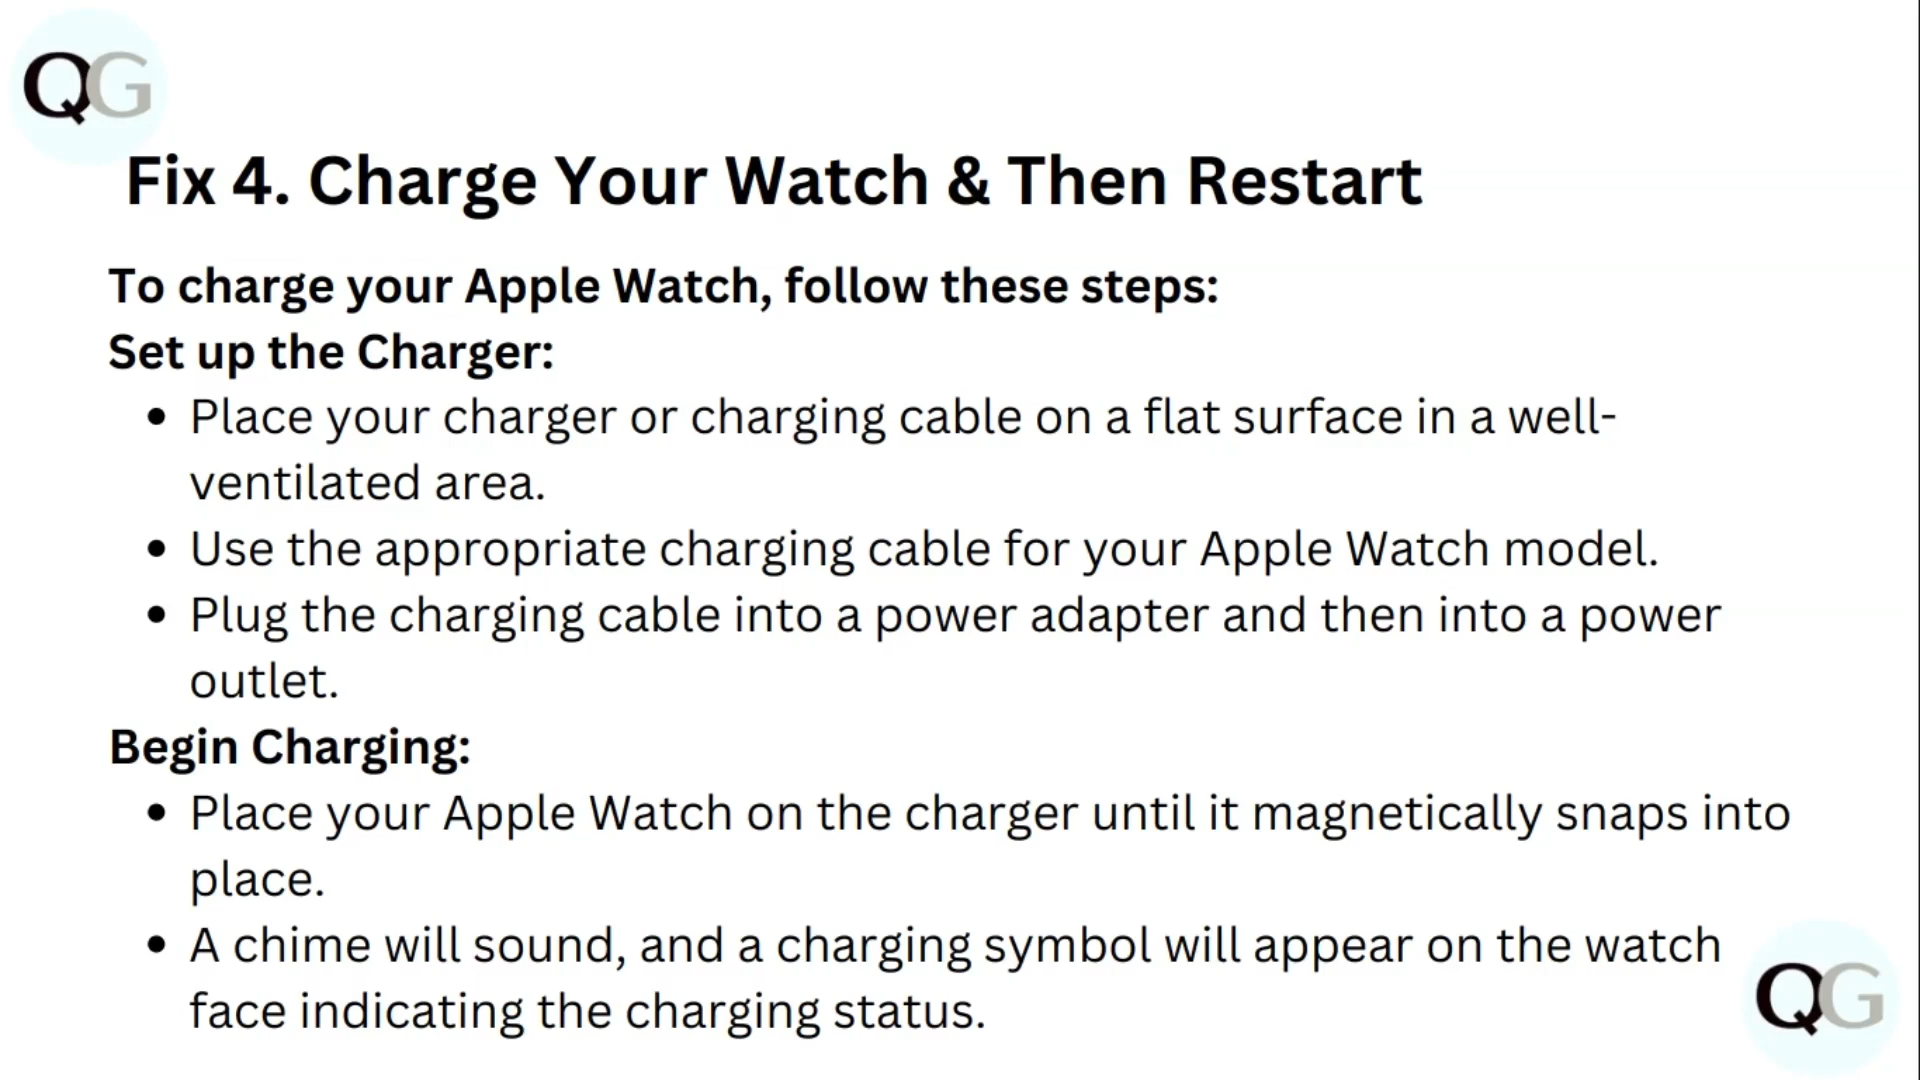 QG
Fix 4. Charge Your Watch & Then Restart
To charge your Apple Watch, follow these steps:
Set up the Charger:
• Place your charger or charging cable on a flat surface in a well-
ventilated area.
• Use the appropriate charging cable for your Apple Watch model.
• Plug the charging cable into a power adapter and then into a power
outlet.
Begin Charging:
• Place your Apple Watch on the charger until it magnetically snaps into
place.
• A chime will sound, and a charging symbol will appear on the watch
face indicating the charging status.
QG